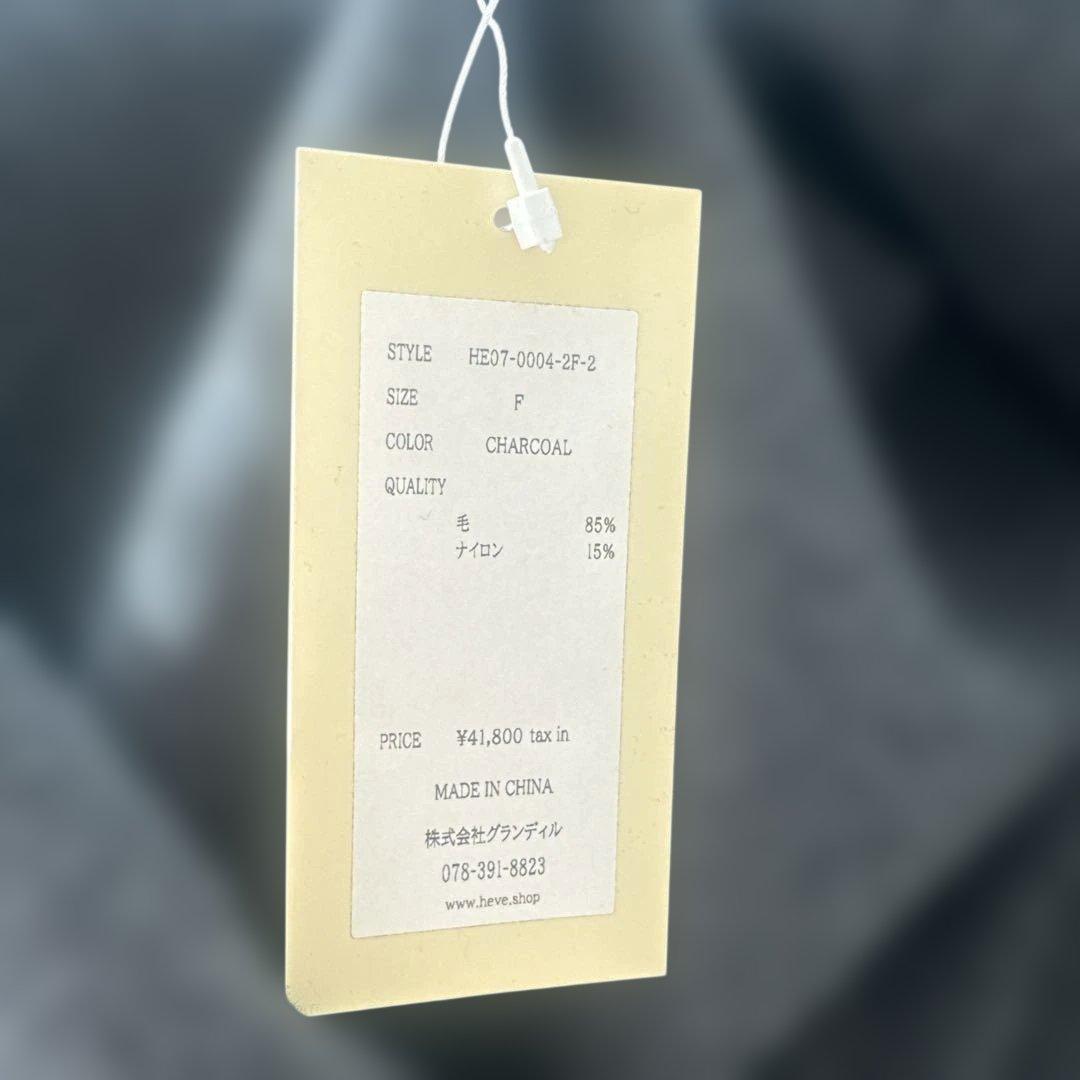 STYLE HE07-0004-2F-2
SIZE F
COLOR CHARCOAL
QUALITY
毛 85%
ナイロン 15%
PRICE ¥41,800 tax in
MADE IN CHINA
株式会社グランディル
078-391-8823
www.heve.shop